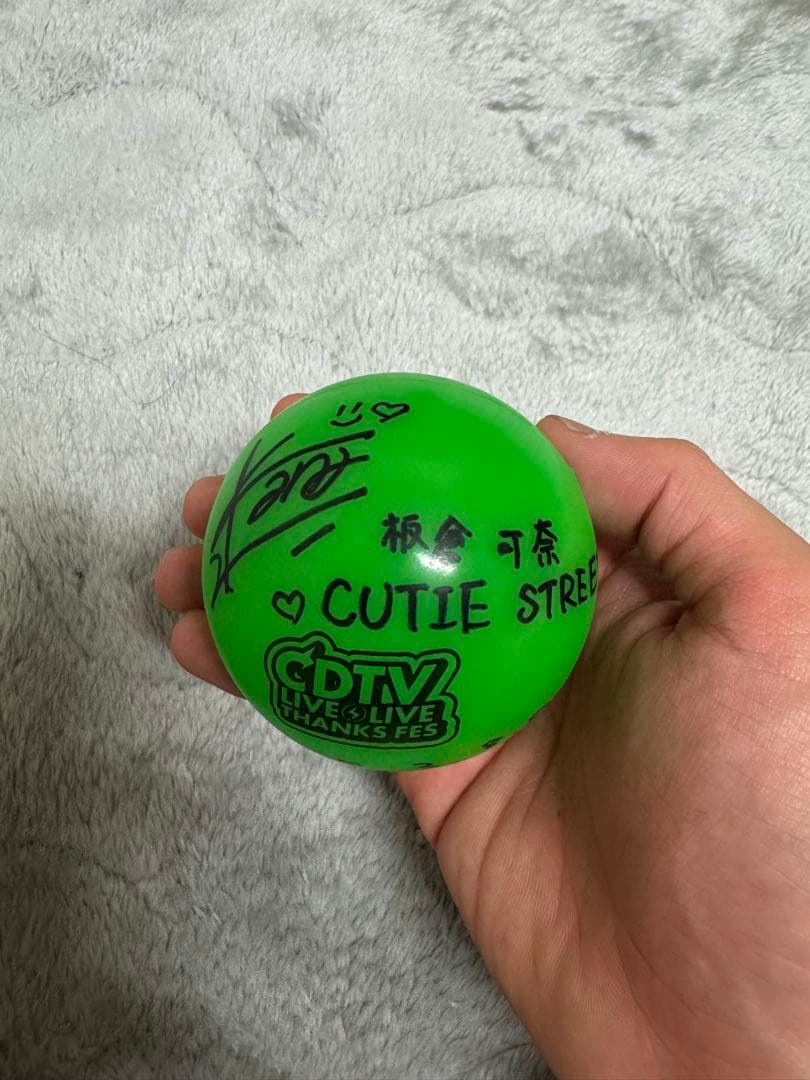 Kana
板倉 可奈
CUTIE STREE
CDTV
LIVE LIVE
THANKS FES